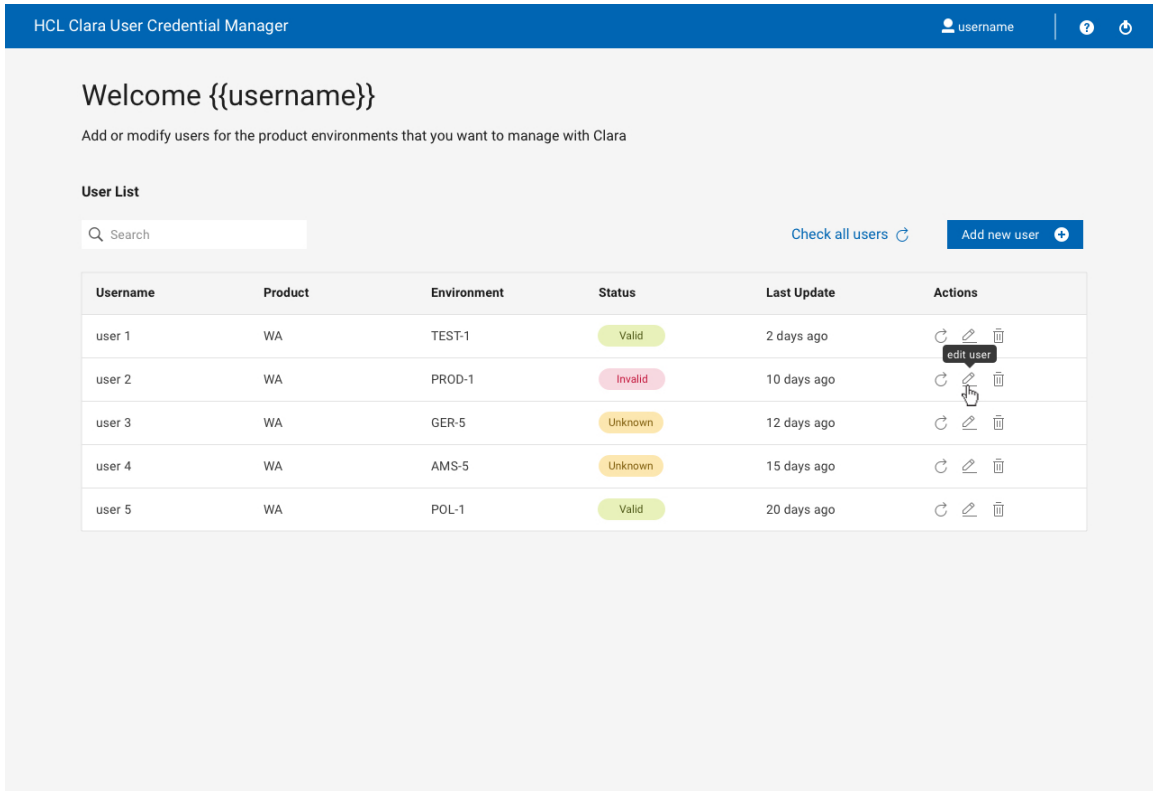 HCL Clara User Credential Manager username
Welcome {{username}}
Add or modify users for the product environments that you want to manage with Clara
User List
Search Check all users Add new user
Username Product Environment Status Last Update Actions
user 1 WA TEST-1 Valid 2 days ago
edit user
user 2 WA PROD-1 Invalid 10 days ago
user 3 WA GER-5 Unknown 12 days ago
user 4 WA AMS-5 Unknown 15 days ago
user 5 WA POL-1 Valid 20 days ago